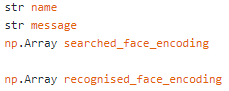 str name
str message
np.Array searched_face_encoding
np.Array recognised_face_encoding